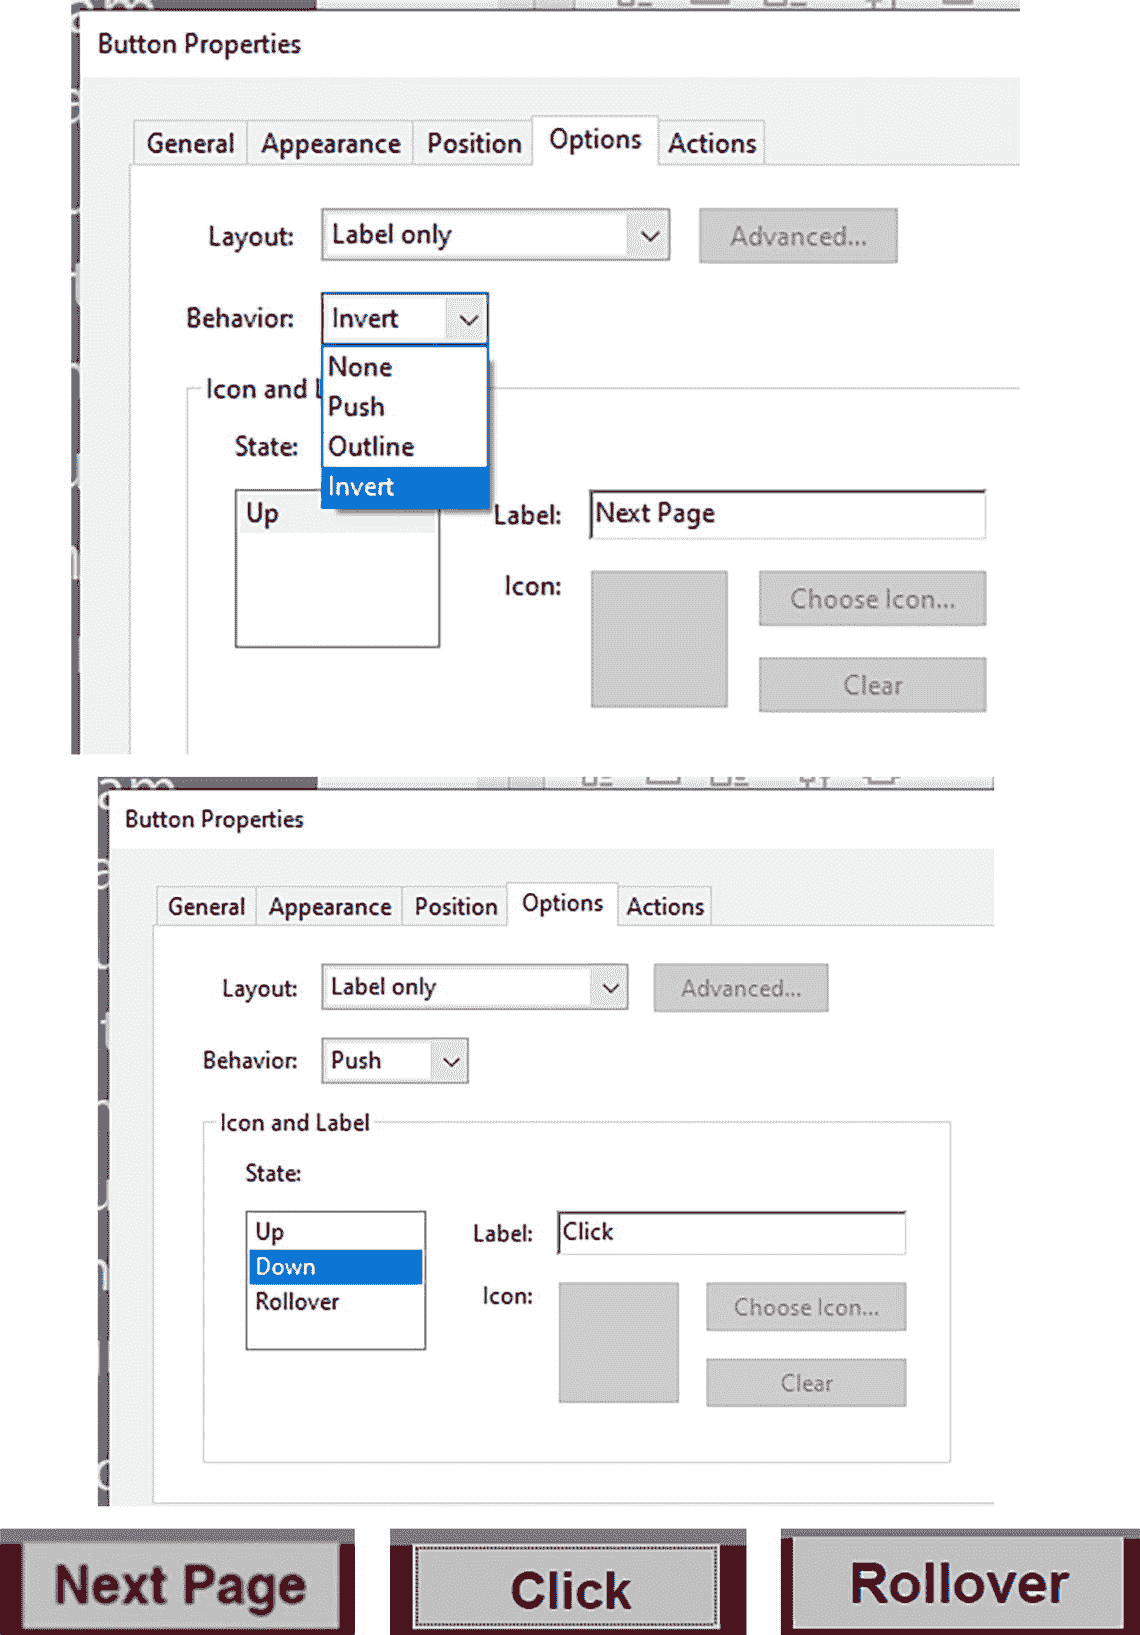 Button Properties
General Appearance Position Options Actions
Layout: Label only Advanced...
Behavior: Invert
None
Icon and
Push
State: Outline
Invert
Up Label: Next Page
Icon: Choose Icon...
Clear
Button Properties
General Appearance Position Options Actions
Layout: Label only Advanced...
Behavior: Push
Icon and Label
State:
Up Label: Click
Down
Rollover Icon: Choose Icon...
Clear
Next Page Click Rollover